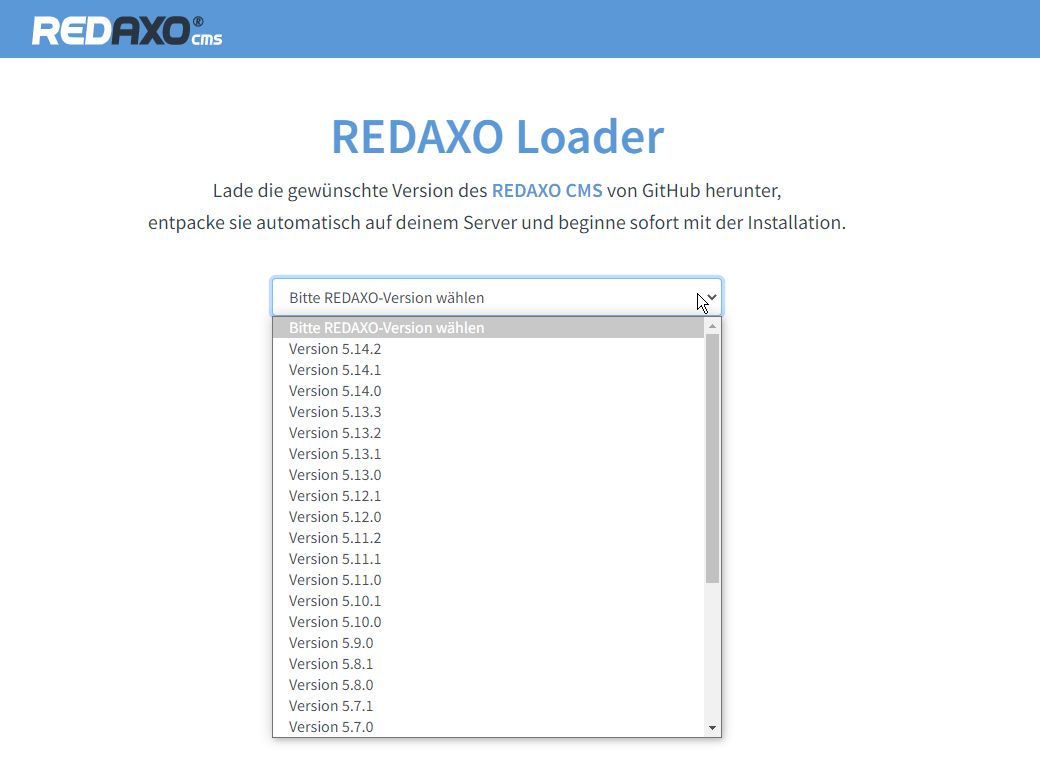 REDAXO® cms
REDAXO Loader
Lade die gewünschte Version des REDAXO CMS von GitHub herunter,
entpacke sie automatisch auf deinem Server und beginne sofort mit der Installation.
Bitte REDAXO-Version wählen
Bitte REDAXO-Version wählen
Version 5.14.2
Version 5.14.1
Version 5.14.0
Version 5.13.3
Version 5.13.2
Version 5.13.1
Version 5.13.0
Version 5.12.1
Version 5.12.0
Version 5.11.2
Version 5.11.1
Version 5.11.0
Version 5.10.1
Version 5.10.0
Version 5.9.0
Version 5.8.1
Version 5.8.0
Version 5.7.1
Version 5.7.0